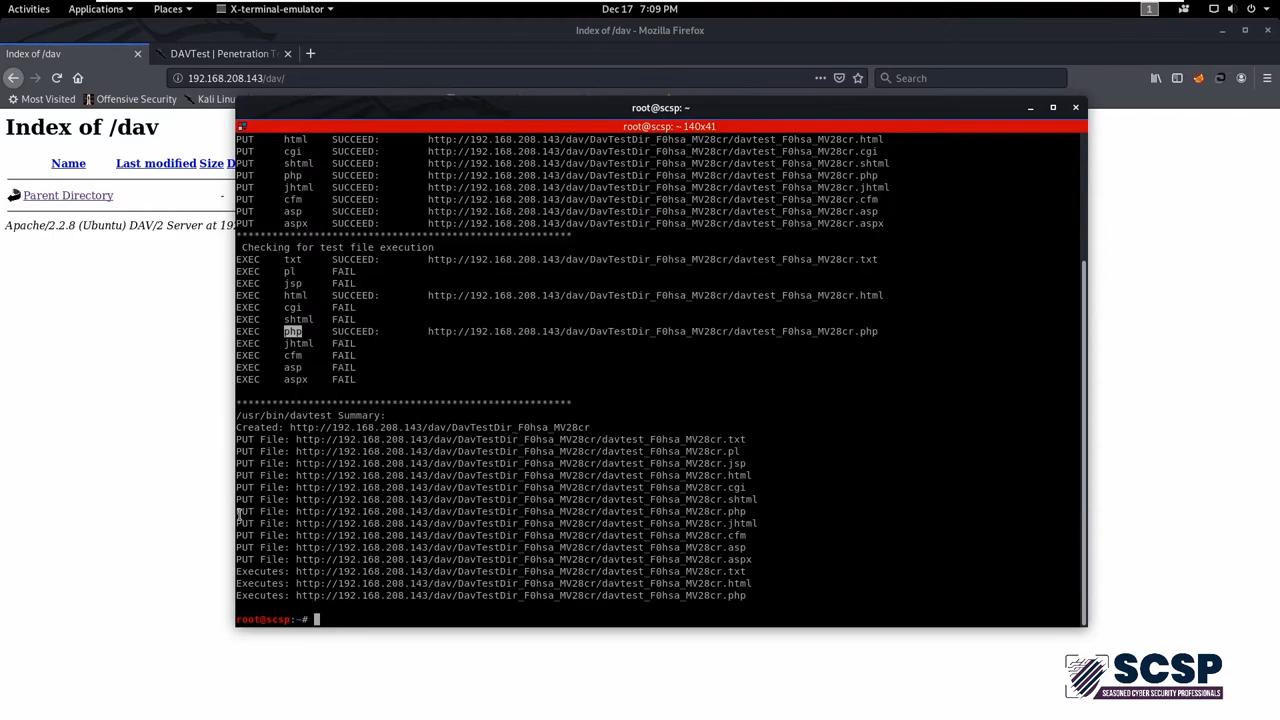 Activities Applications Places X-terminal-emulator Dec 17 7:09 PM 1
Index of /dav - Mozilla Firefox
Index of /dav DAVTest | Penetration T
192.168.208.143/dav/ Search
Most Visited Offensive Security Kali Linu
root@scsp: ~
root@scsp: ~ 140x41
Index of /dav
Name Last modified Size D
Parent Directory -
Apache/2.2.8 (Ubuntu) DAV/2 Server at 19
PUT html SUCCEED: http://192.168.208.143/dav/DavTestDir_F0hsa_MV28cr/davtest_F0hsa_MV28cr.html
PUT cgi SUCCEED: http://192.168.208.143/dav/DavTestDir_F0hsa_MV28cr/davtest_F0hsa_MV28cr.cgi
PUT shtml SUCCEED: http://192.168.208.143/dav/DavTestDir_F0hsa_MV28cr/davtest_F0hsa_MV28cr.shtml
PUT php SUCCEED: http://192.168.208.143/dav/DavTestDir_F0hsa_MV28cr/davtest_F0hsa_MV28cr.php
PUT jhtml SUCCEED: http://192.168.208.143/dav/DavTestDir_F0hsa_MV28cr/davtest_F0hsa_MV28cr.jhtml
PUT cfm SUCCEED: http://192.168.208.143/dav/DavTestDir_F0hsa_MV28cr/davtest_F0hsa_MV28cr.cfm
PUT asp SUCCEED: http://192.168.208.143/dav/DavTestDir_F0hsa_MV28cr/davtest_F0hsa_MV28cr.asp
PUT aspx SUCCEED: http://192.168.208.143/dav/DavTestDir_F0hsa_MV28cr/davtest_F0hsa_MV28cr.aspx
********************************************************
Checking for test file execution
EXEC txt SUCCEED: http://192.168.208.143/dav/DavTestDir_F0hsa_MV28cr/davtest_F0hsa_MV28cr.txt
EXEC pl FAIL
EXEC jsp FAIL
EXEC html SUCCEED: http://192.168.208.143/dav/DavTestDir_F0hsa_MV28cr/davtest_F0hsa_MV28cr.html
EXEC cgi FAIL
EXEC shtml FAIL
EXEC php SUCCEED: http://192.168.208.143/dav/DavTestDir_F0hsa_MV28cr/davtest_F0hsa_MV28cr.php
EXEC jhtml FAIL
EXEC cfm FAIL
EXEC asp FAIL
EXEC aspx FAIL
********************************************************
/usr/bin/davtest Summary:
Created: http://192.168.208.143/dav/DavTestDir_F0hsa_MV28cr
PUT File: http://192.168.208.143/dav/DavTestDir_F0hsa_MV28cr/davtest_F0hsa_MV28cr.txt
PUT File: http://192.168.208.143/dav/DavTestDir_F0hsa_MV28cr/davtest_F0hsa_MV28cr.pl
PUT File: http://192.168.208.143/dav/DavTestDir_F0hsa_MV28cr/davtest_F0hsa_MV28cr.jsp
PUT File: http://192.168.208.143/dav/DavTestDir_F0hsa_MV28cr/davtest_F0hsa_MV28cr.html
PUT File: http://192.168.208.143/dav/DavTestDir_F0hsa_MV28cr/davtest_F0hsa_MV28cr.cgi
PUT File: http://192.168.208.143/dav/DavTestDir_F0hsa_MV28cr/davtest_F0hsa_MV28cr.shtml
PUT File: http://192.168.208.143/dav/DavTestDir_F0hsa_MV28cr/davtest_F0hsa_MV28cr.php
PUT File: http://192.168.208.143/dav/DavTestDir_F0hsa_MV28cr/davtest_F0hsa_MV28cr.jhtml
PUT File: http://192.168.208.143/dav/DavTestDir_F0hsa_MV28cr/davtest_F0hsa_MV28cr.cfm
PUT File: http://192.168.208.143/dav/DavTestDir_F0hsa_MV28cr/davtest_F0hsa_MV28cr.asp
PUT File: http://192.168.208.143/dav/DavTestDir_F0hsa_MV28cr/davtest_F0hsa_MV28cr.aspx
Executes: http://192.168.208.143/dav/DavTestDir_F0hsa_MV28cr/davtest_F0hsa_MV28cr.txt
Executes: http://192.168.208.143/dav/DavTestDir_F0hsa_MV28cr/davtest_F0hsa_MV28cr.html
Executes: http://192.168.208.143/dav/DavTestDir_F0hsa_MV28cr/davtest_F0hsa_MV28cr.php
root@scsp:~#
SCSP
SEASONED CYBER SECURITY PROFESSIONALS